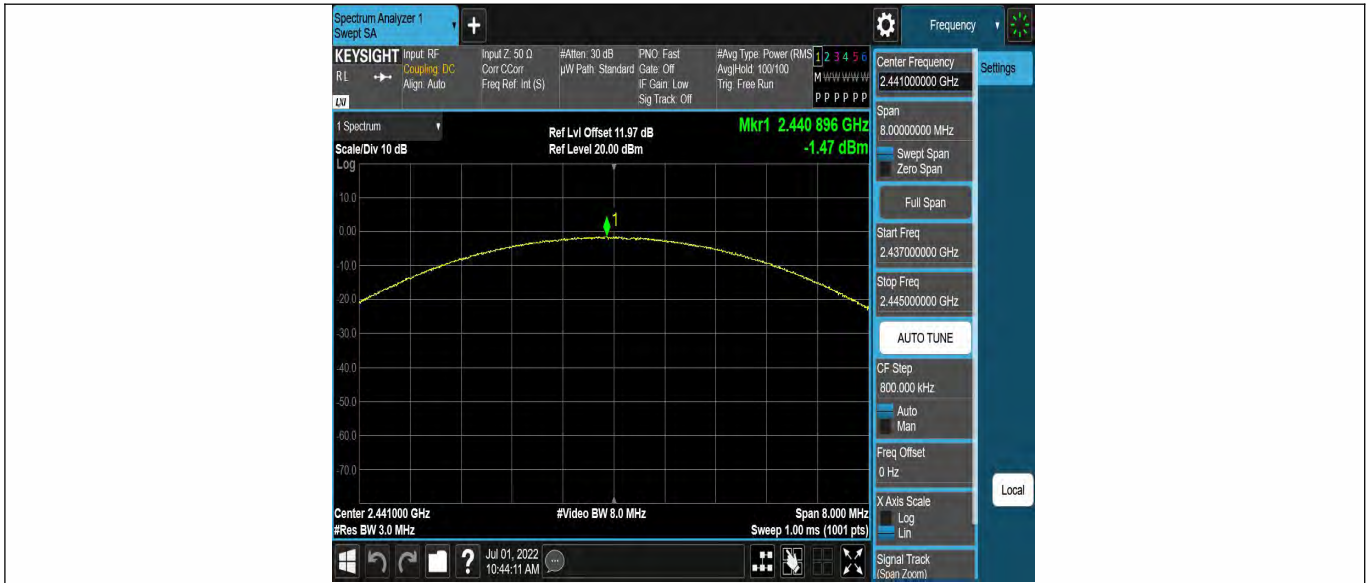 Spectrum Analyzer 1
Swept SA
+
Frequency
KEYSIGHT
RL
LXI
Input: RF
Coupling: DC
Align: Auto
Input Z: 50 Ω
Corr CCorr
Freq Ref: Int (S)
#Atten: 30 dB
µW Path: Standard
PNO: Fast
Gate: Off
IF Gain: Low
Sig Track: Off
#Avg Type: Power (RMS
Avg|Hold: 100/100
Trig: Free Run
1 2 3 4 5 6
M W W W W W
P P P P P P
1 Spectrum
Scale/Div 10 dB
Log
Ref Lvl Offset 11.97 dB
Ref Level 20.00 dBm
Mkr1 2.440 896 GHz
-1.47 dBm
10.0
0.00
-10.0
-20.0
-30.0
-40.0
-50.0
-60.0
-70.0
1
Center 2.441000 GHz
#Res BW 3.0 MHz
#Video BW 8.0 MHz
Span 8.000 MHz
Sweep 1.00 ms (1001 pts)
?
Jul 01, 2022
10:44:11 AM
Center Frequency
2.441000000 GHz
Settings
Span
8.00000000 MHz
Swept Span
Zero Span
Full Span
Start Freq
2.437000000 GHz
Stop Freq
2.445000000 GHz
AUTO TUNE
CF Step
800.000 kHz
Auto
Man
Freq Offset
0 Hz
X Axis Scale
Log
Lin
Local
Signal Track
(Span Zoom)